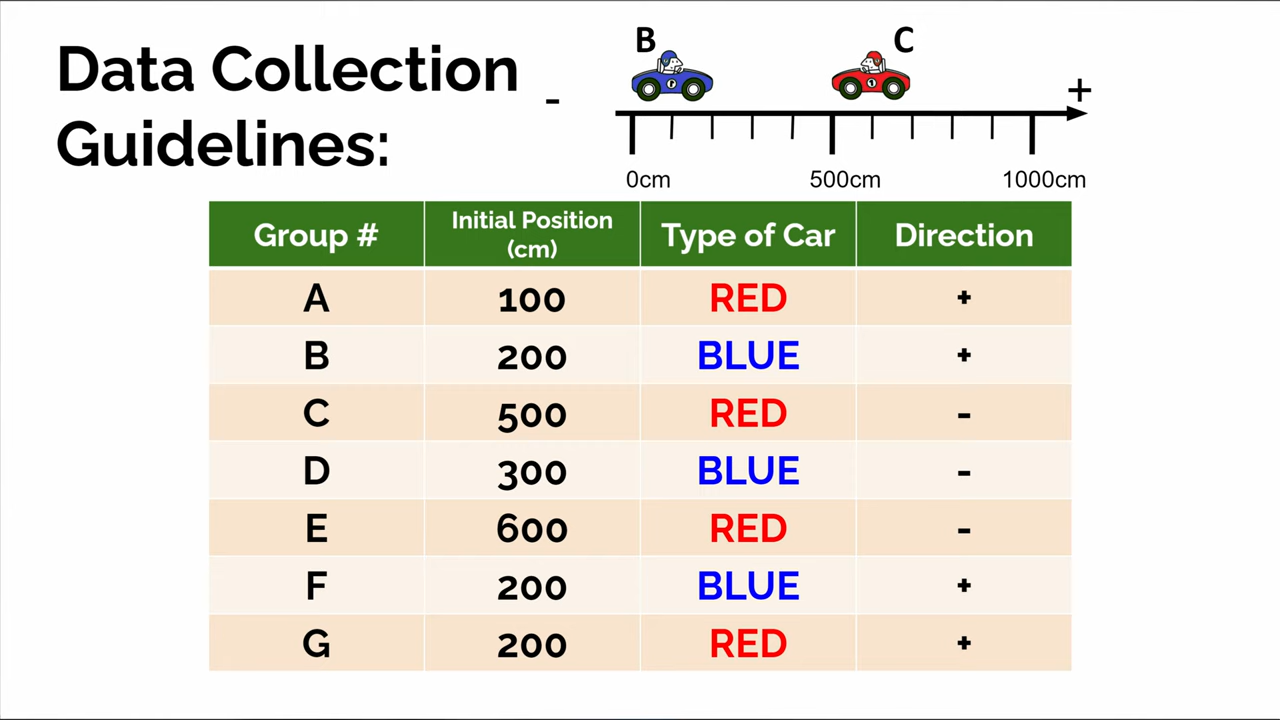 Data Collection
Guidelines:
B C
- +
0cm 500cm 1000cm
Group # Initial Position (cm) Type of Car Direction
A 100 RED +
B 200 BLUE +
C 500 RED -
D 300 BLUE -
E 600 RED -
F 200 BLUE +
G 200 RED +